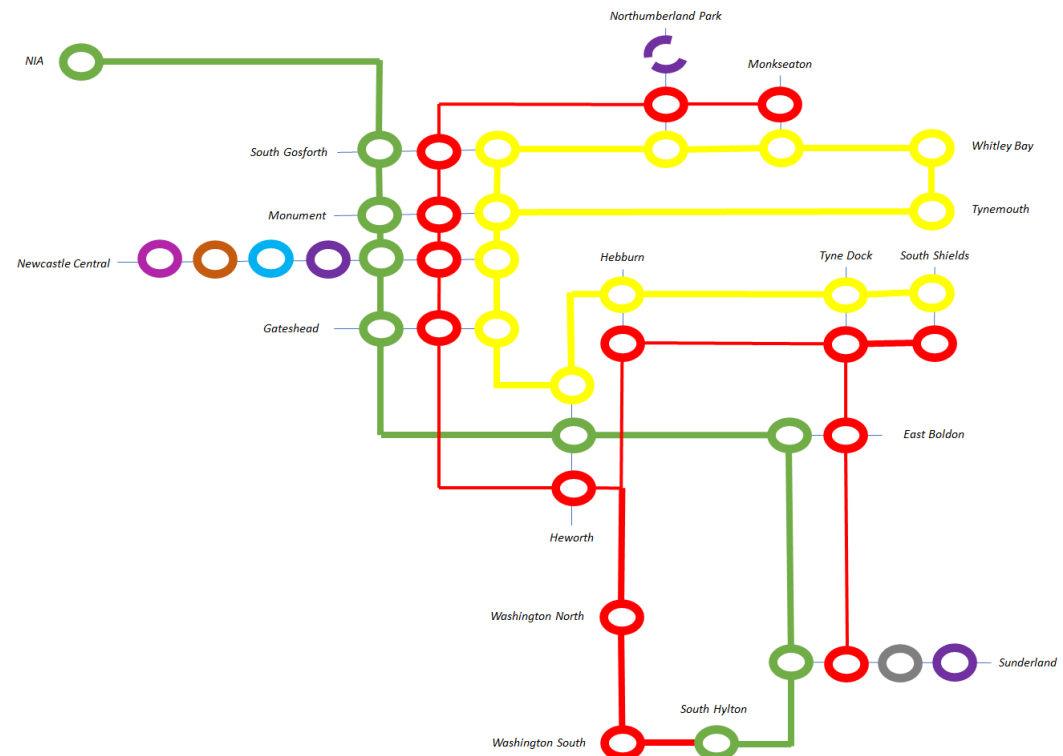 Northumberland Park
NIA
Monkseaton
South Gosforth
Whitley Bay
Monument
Tynemouth
Newcastle Central
Hebburn
Tyne Dock
South Shields
Gateshead
East Boldon
Heworth
Washington North
Sunderland
South Hylton
Washington South